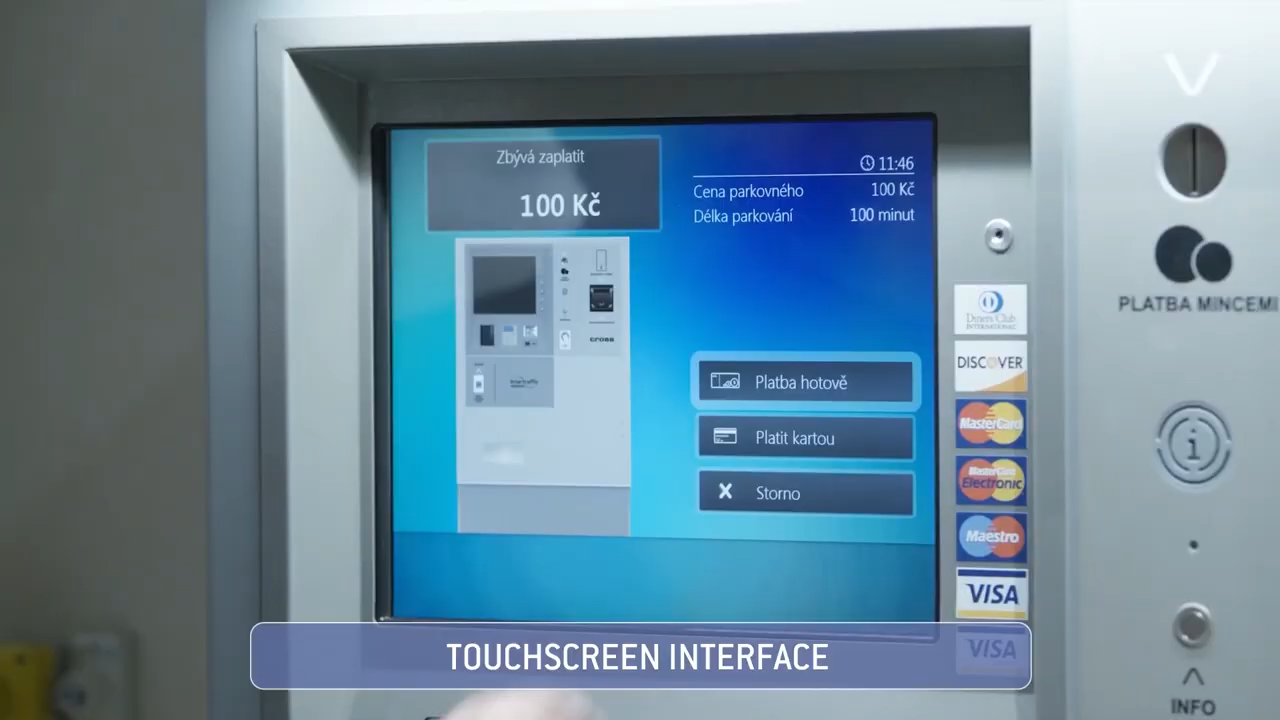 Zbývá zaplatit
100 Kč
11:46
Cena parkovného 100 Kč
Délka parkování 100 minut
cross
Platba hotově
Platit kartou
Storno
Diners Club
INTERNATIONAL
DISCOVER
MasterCard
MasterCard
Electronic
Maestro
VISA
VISA
PLATBA MINCEMI
i
INFO
TOUCHSCREEN INTERFACE